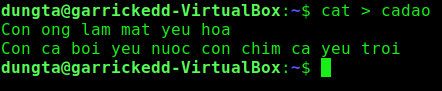 dungta@garrickedd-VirtualBox:~$ cat > cadao
Con ong lam mat yeu hoa
Con ca boi yeu nuoc con chim ca yeu troi
dungta@garrickedd-VirtualBox:~$